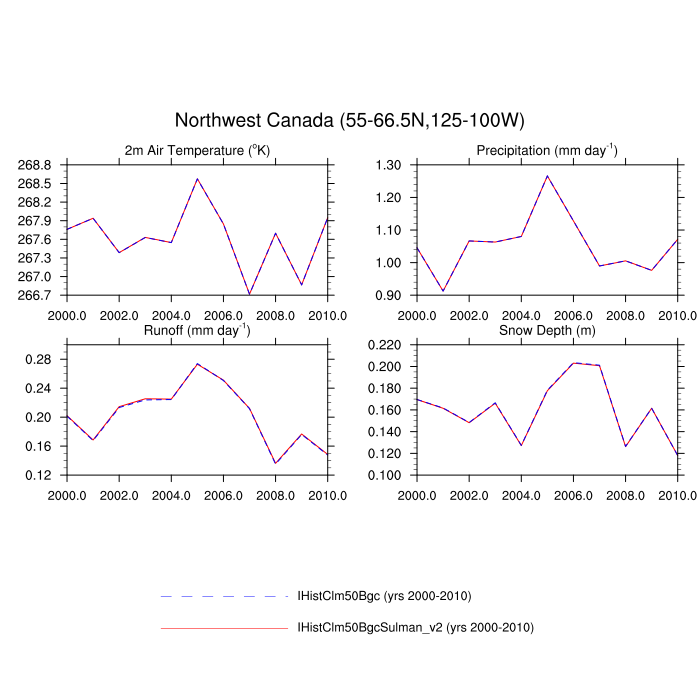 Northwest Canada (55-66.5N,125-100W)
2m Air Temperature (°K)
Precipitation (mm day⁻¹)
268.8
268.5
268.2
267.9
267.6
267.3
267.0
266.7
2000.0 2002.0 2004.0 2006.0 2008.0 2010.0
1.30
1.20
1.10
1.00
0.90
2000.0 2002.0 2004.0 2006.0 2008.0 2010.0
Runoff (mm day⁻¹)
Snow Depth (m)
0.28
0.24
0.20
0.16
0.12
2000.0 2002.0 2004.0 2006.0 2008.0 2010.0
0.220
0.200
0.180
0.160
0.140
0.120
0.100
2000.0 2002.0 2004.0 2006.0 2008.0 2010.0
IHistClm50Bgc (yrs 2000-2010)
IHistClm50BgcSulman_v2 (yrs 2000-2010)